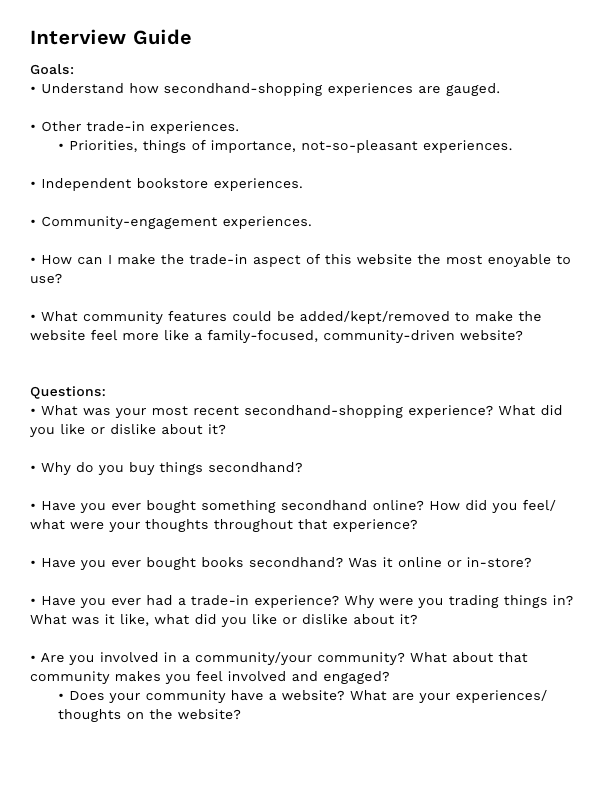 Interview Guide
Goals:
• Understand how secondhand-shopping experiences are gauged.
• Other trade-in experiences.
• Priorities, things of importance, not-so-pleasant experiences.
• Independent bookstore experiences.
• Community-engagement experiences.
• How can I make the trade-in aspect of this website the most enoyable to
use?
• What community features could be added/kept/removed to make the
website feel more like a family-focused, community-driven website?
Questions:
• What was your most recent secondhand-shopping experience? What did
you like or dislike about it?
• Why do you buy things secondhand?
• Have you ever bought something secondhand online? How did you feel/
what were your thoughts throughout that experience?
• Have you ever bought books secondhand? Was it online or in-store?
• Have you ever had a trade-in experience? Why were you trading things in?
What was it like, what did you like or dislike about it?
• Are you involved in a community/your community? What about that
community makes you feel involved and engaged?
• Does your community have a website? What are your experiences/
thoughts on the website?